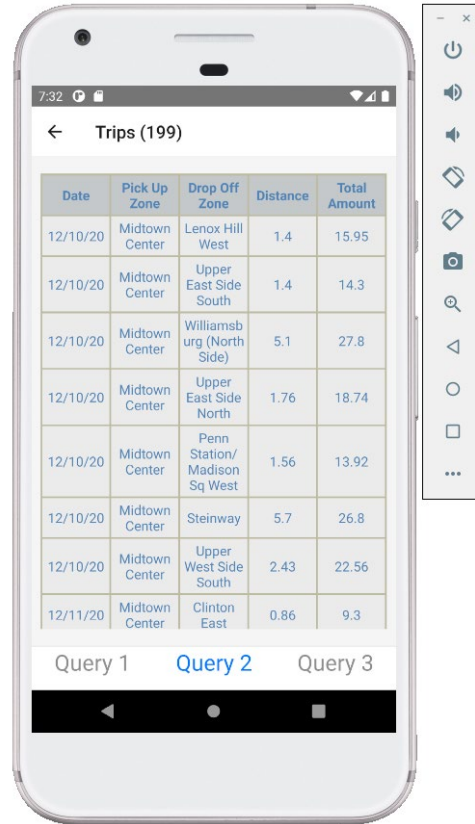 7:32
Trips (199)
Date Pick Up Zone Drop Off Zone Distance Total Amount
12/10/20 Midtown Center Lenox Hill West 1.4 15.95
12/10/20 Midtown Center Upper East Side South 1.4 14.3
12/10/20 Midtown Center Williamsb urg (North Side) 5.1 27.8
12/10/20 Midtown Center Upper East Side North 1.76 18.74
12/10/20 Midtown Center Penn Station/ Madison Sq West 1.56 13.92
12/10/20 Midtown Center Steinway 5.7 26.8
12/10/20 Midtown Center Upper West Side South 2.43 22.56
12/11/20 Midtown Center Clinton East 0.86 9.3
Query 1 Query 2 Query 3